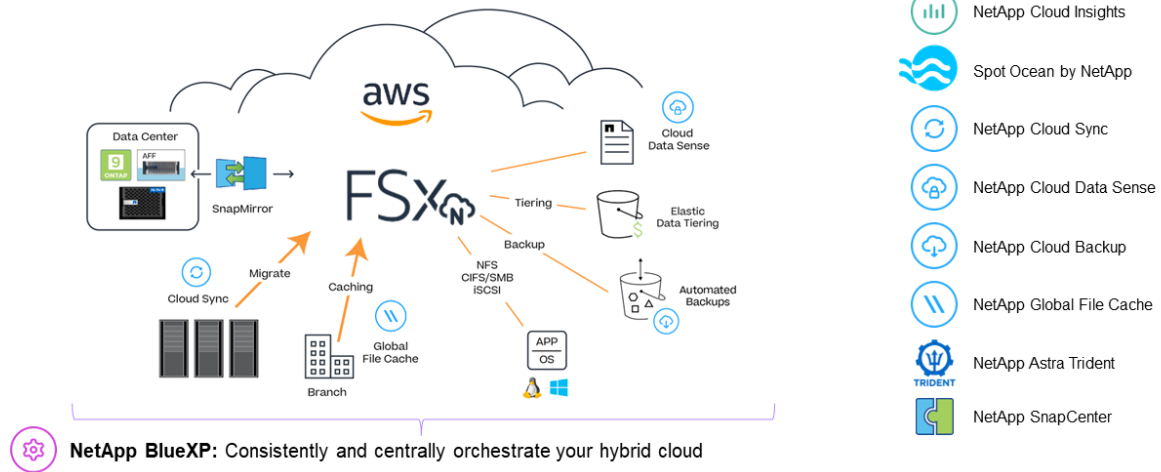 aws
Data Center
9
ONTAP
AFF
SnapMirror
FSx
N
Cloud
Data Sense
Tiering
Elastic
Data Tiering
$
Backup
NFS
CIFS/SMB
iSCSI
Automated
Backups
Migrate
Cloud Sync
Caching
Global
File Cache
Branch
APP
OS
NetApp BlueXP: Consistently and centrally orchestrate your hybrid cloud
NetApp Cloud Insights
Spot Ocean by NetApp
NetApp Cloud Sync
NetApp Cloud Data Sense
NetApp Cloud Backup
NetApp Global File Cache
TRIDENT
NetApp Astra Trident
NetApp SnapCenter